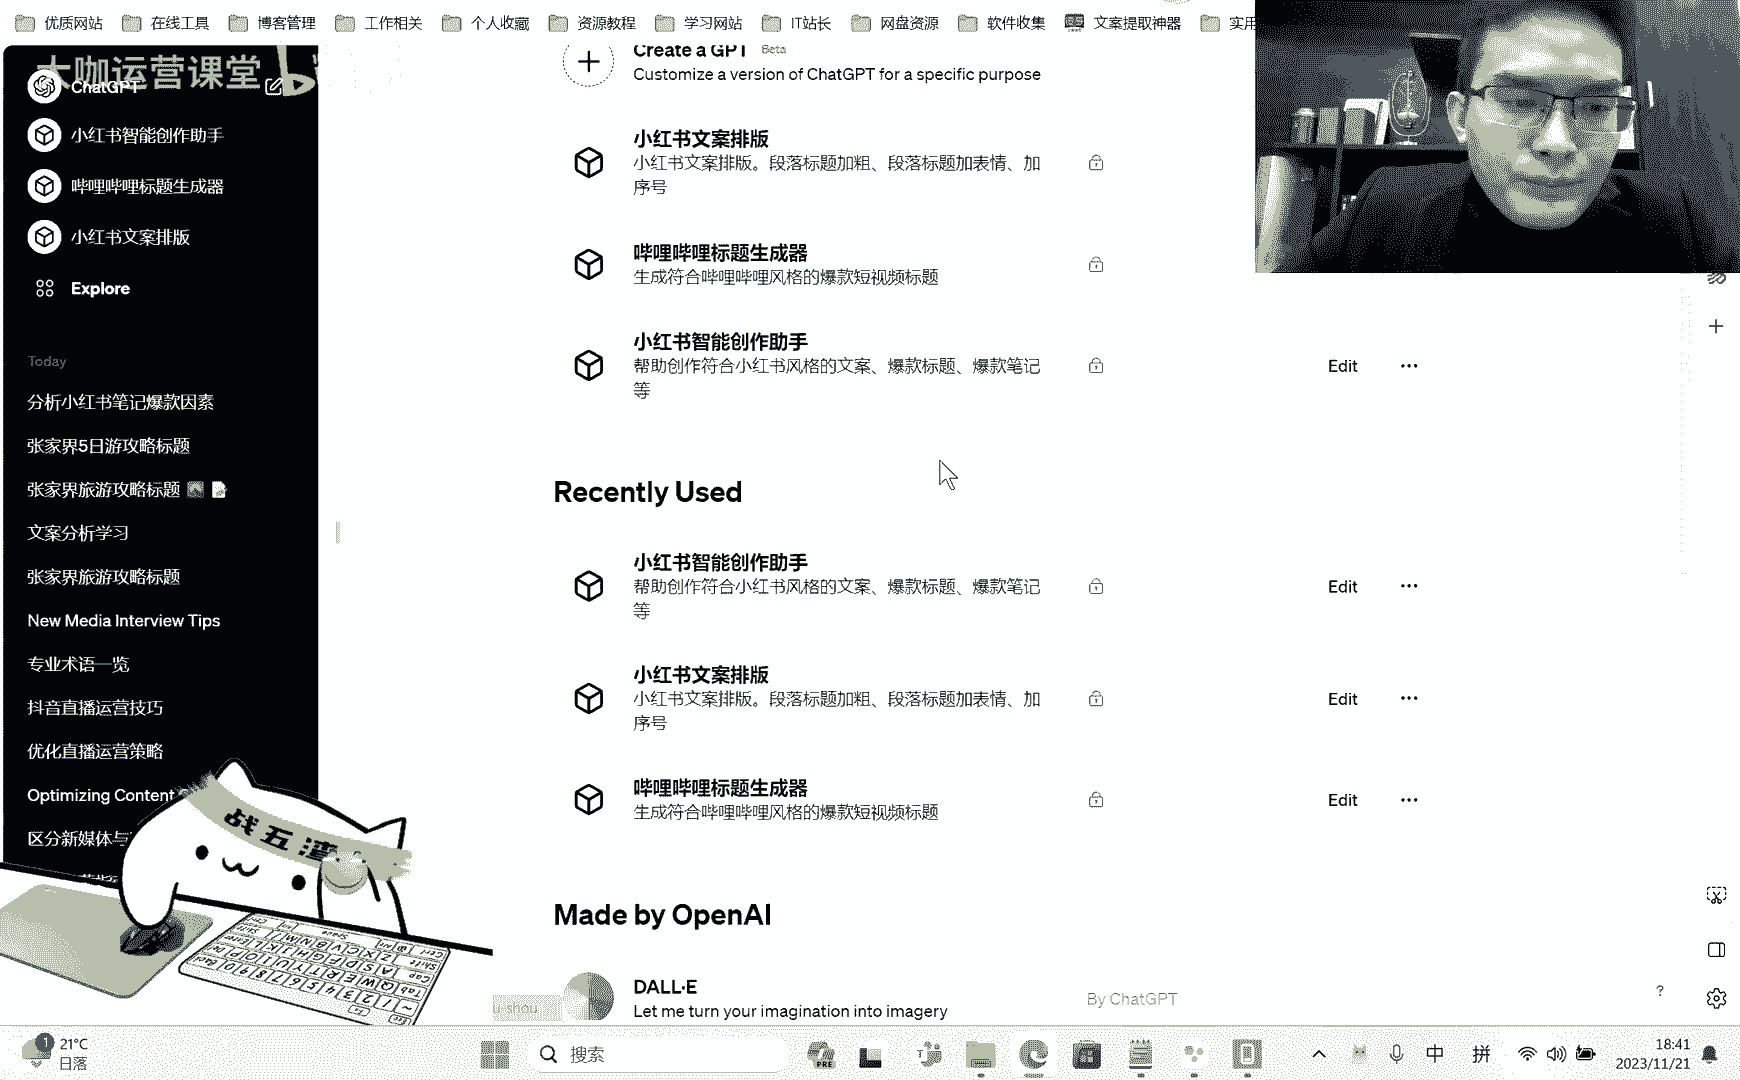 优质网站 在线工具 博客管理 工作相关 个人收藏 资源教程 学习网站 IT站长 网盘资源 软件收集 文案提取神器 实用
大咖运营课堂
ChatGPT
小红书智能创作助手
哔哩哔哩标题生成器
小红书文案排版
Explore
Today
分析小红书笔记爆款因素
张家界5日游攻略标题
张家界旅游攻略标题
文案分析学习
张家界旅游攻略标题
New Media Interview Tips
专业术语一览
抖音直播运营技巧
优化直播运营策略
Optimizing Content
区分新媒体与
Create a GPT Beta
Customize a version of ChatGPT for a specific purpose
小红书文案排版
小红书文案排版。段落标题加粗、段落标题加表情、加
序号
哔哩哔哩标题生成器
生成符合哔哩哔哩风格的爆款短视频标题
小红书智能创作助手
帮助创作符合小红书风格的文案、爆款标题、爆款笔记
等
Edit
Recently Used
小红书智能创作助手
帮助创作符合小红书风格的文案、爆款标题、爆款笔记
等
Edit
小红书文案排版
小红书文案排版。段落标题加粗、段落标题加表情、加
序号
Edit
哔哩哔哩标题生成器
生成符合哔哩哔哩风格的爆款短视频标题
Edit
Made by OpenAI
DALL·E
Let me turn your imagination into imagery
By ChatGPT
战五渣
u-shou
?
1
21°C
日落
搜索
PRE
中
拼
18:41
2023/11/21